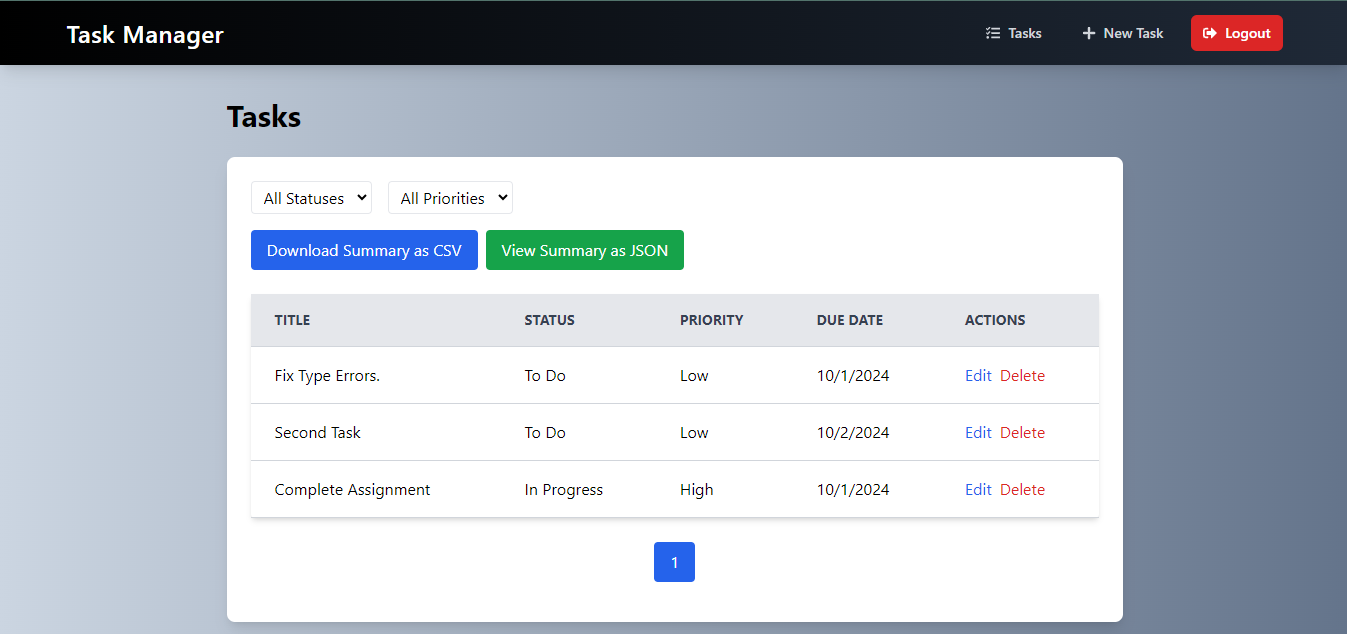 Task Manager
Tasks
New Task
Logout
Tasks
All Statuses
All Priorities
Download Summary as CSV
View Summary as JSON
TITLE STATUS PRIORITY DUE DATE ACTIONS
Fix Type Errors. To Do Low 10/1/2024 Edit Delete
Second Task To Do Low 10/2/2024 Edit Delete
Complete Assignment In Progress High 10/1/2024 Edit Delete
1